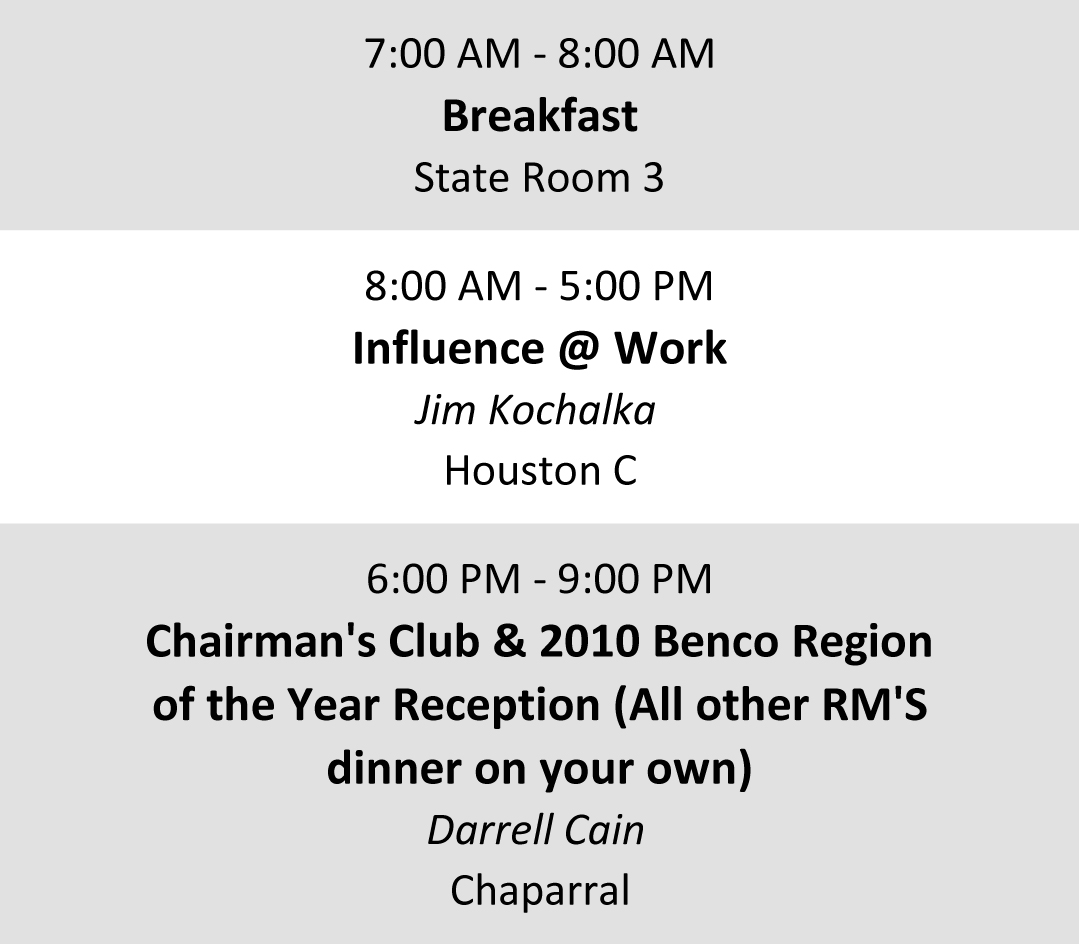 7:00 AM - 8:00 AM
Breakfast
State Room 3
8:00 AM - 5:00 PM
Influence @ Work
Jim Kochalka
Houston C
6:00 PM - 9:00 PM
Chairman's Club & 2010 Benco Region
of the Year Reception (All other RM'S
dinner on your own)
Darrell Cain
Chaparral